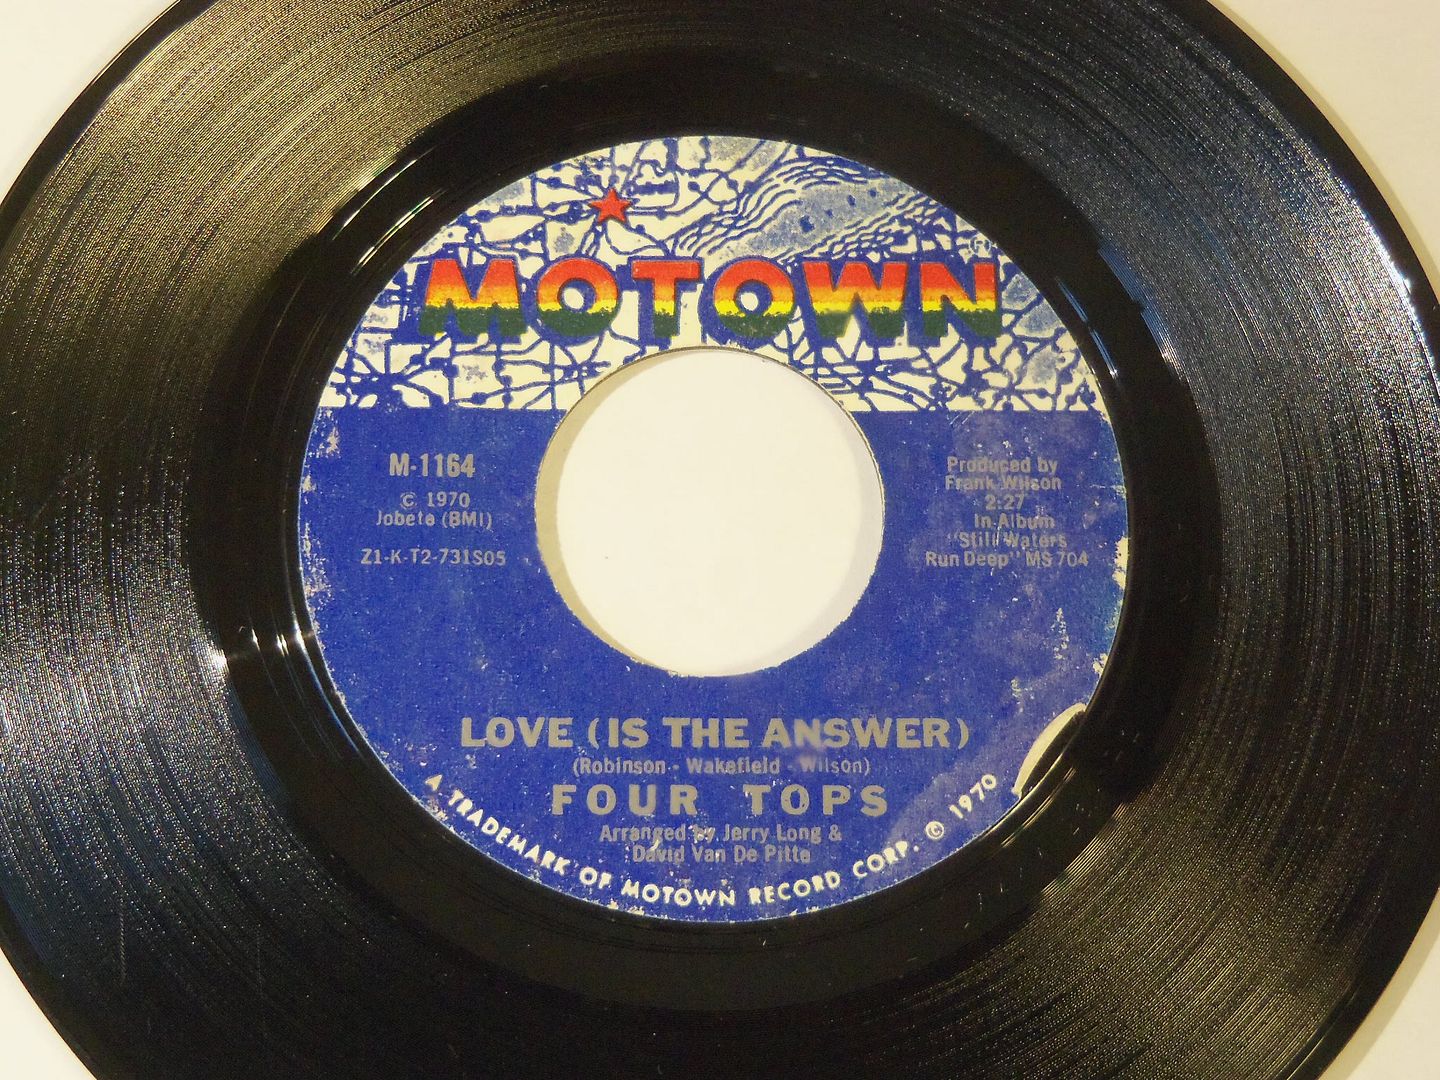 MOTOWN
M-1164
© 1970
Jobete (BMI)
Z1-K-T2-731S05
Produced by
Frank Wilson
2:27
In Album
"Still Waters
Run Deep" MS 704
LOVE (IS THE ANSWER)
(Robinson - Wakefield - Wilson)
FOUR TOPS
Arranged by Jerry Long &
David Van De Pitte
A TRADEMARK OF MOTOWN RECORD CORP. © 1970